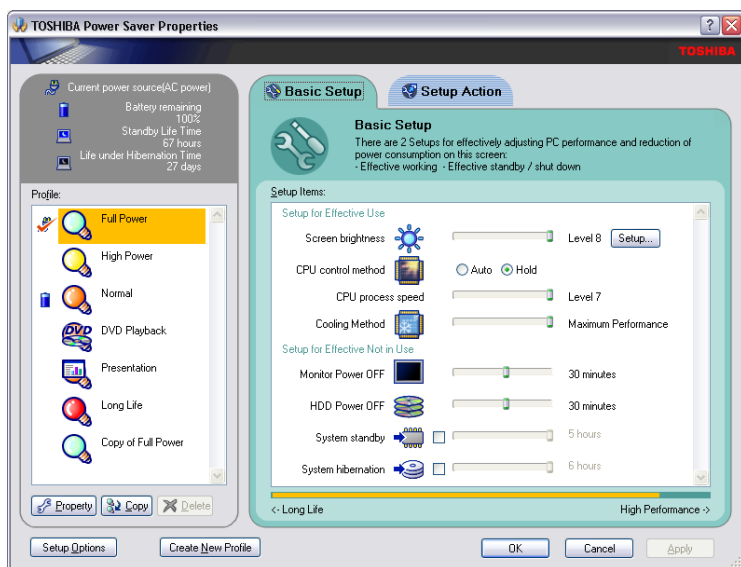 TOSHIBA Power Saver Properties
TOSHIBA
Current power source(AC power)
Battery remaining
100%
Standby Life Time
67 hours
Life under Hibernation Time
27 days
Profile:
Full Power
High Power
Normal
DVD
DVD Playback
Presentation
Long Life
Copy of Full Power
Property
Copy
Delete
Basic Setup
Setup Action
Basic Setup
There are 2 Setups for effectively adjusting PC performance and reduction of
power consumption on this screen:
- Effective working - Effective standby / shut down
Setup Items:
Setup for Effective Use
Screen brightness Level 8 Setup...
CPU control method Auto Hold
CPU process speed Level 7
Cooling Method Maximum Performance
Setup for Effective Not in Use
Monitor Power OFF 30 minutes
HDD Power OFF 30 minutes
System standby 5 hours
System hibernation 6 hours
<- Long Life High Performance ->
Setup Options
Create New Profile
OK
Cancel
Apply